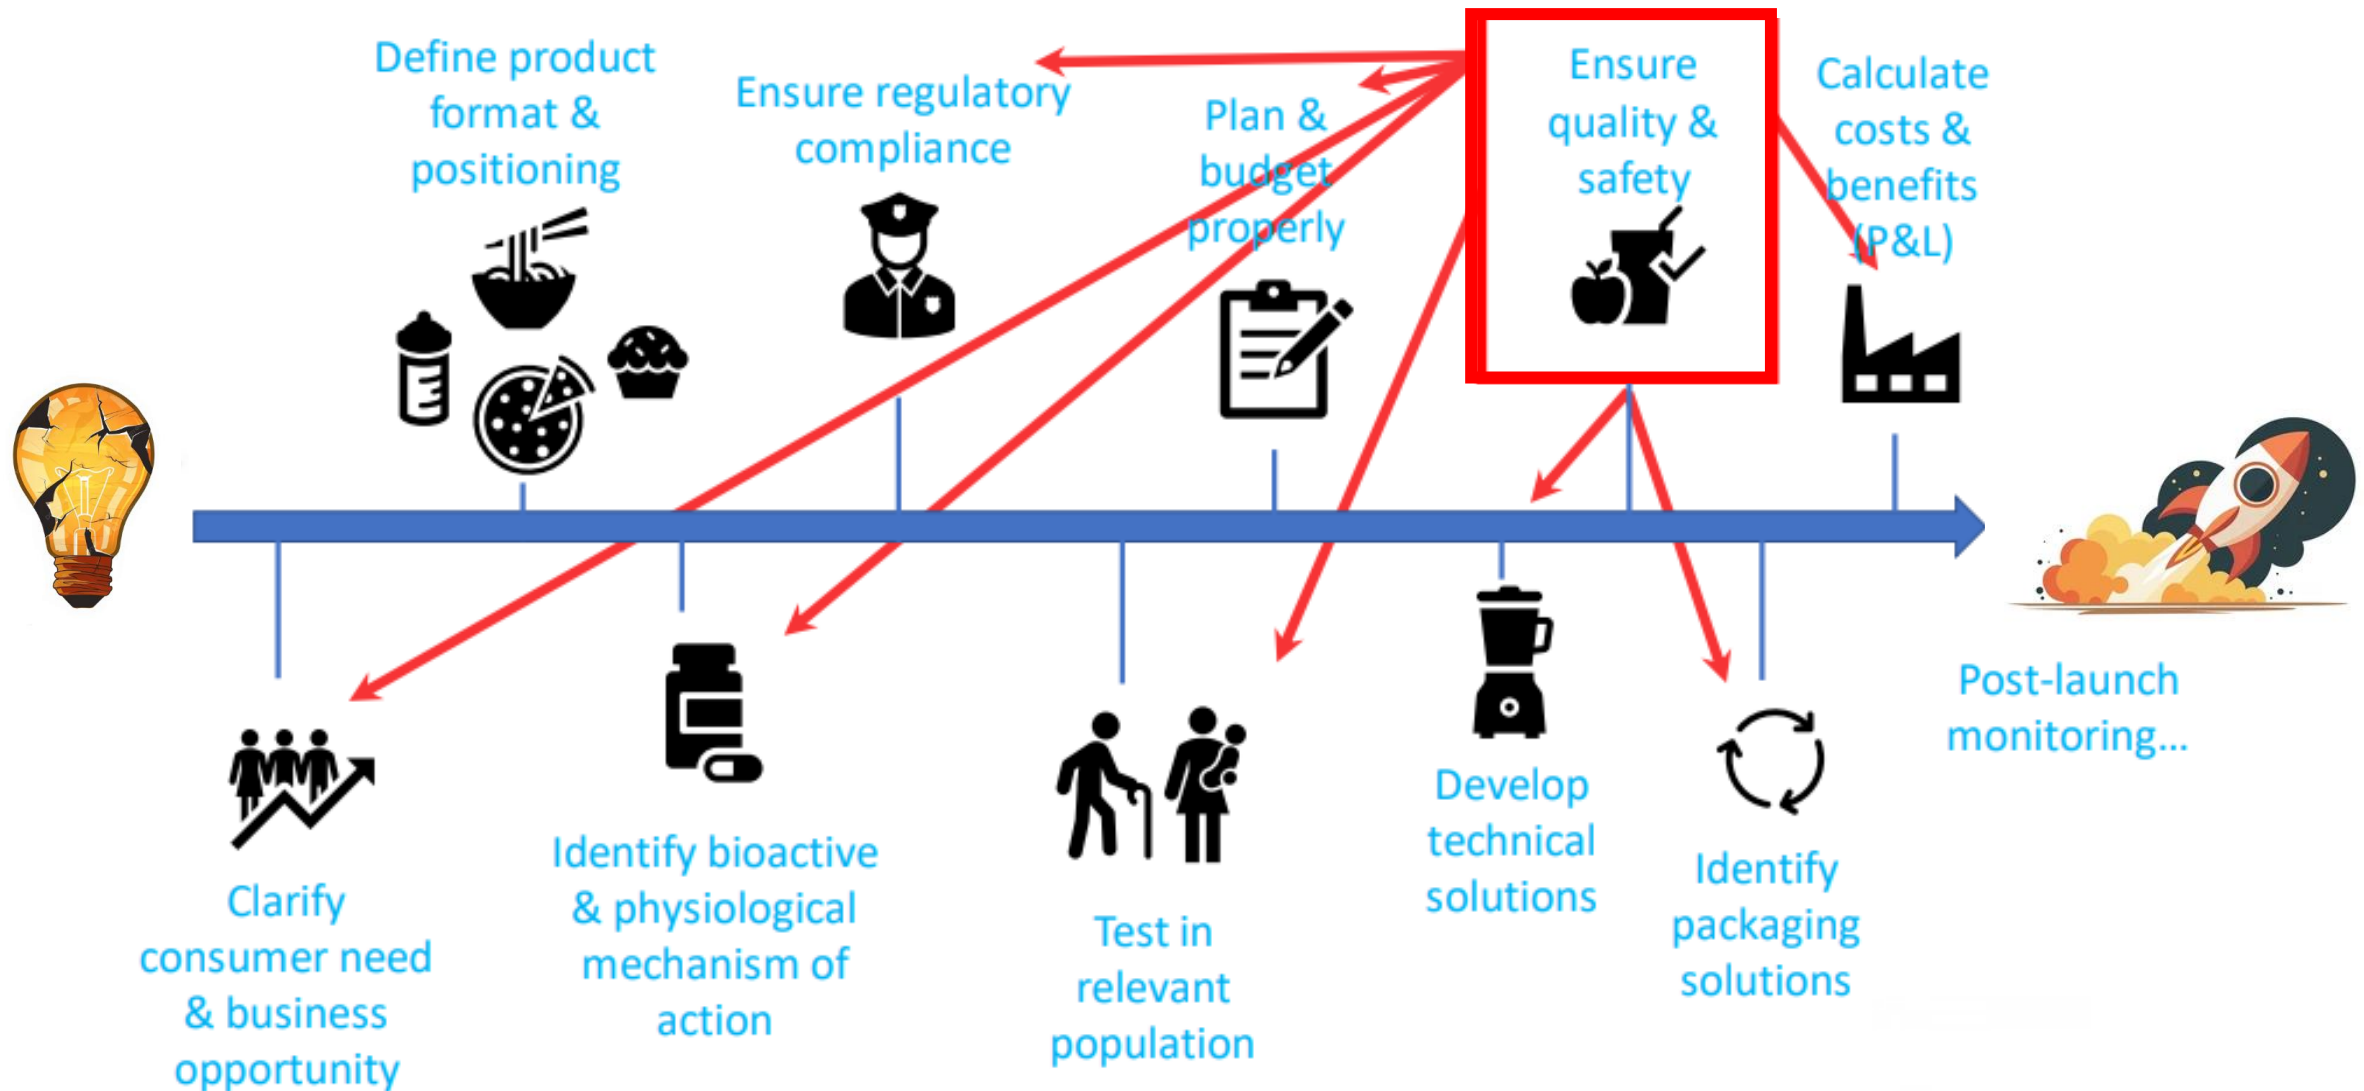 Define product
format &
positioning
Ensure regulatory
compliance
Plan &
budget
properly
Ensure
quality &
safety
Calculate
costs &
benefits
(P&L)
Clarify
consumer need
& business
opportunity
Identify bioactive
& physiological
mechanism of
action
Test in
relevant
population
Develop
technical
solutions
Identify
packaging
solutions
Post-launch
monitoring...